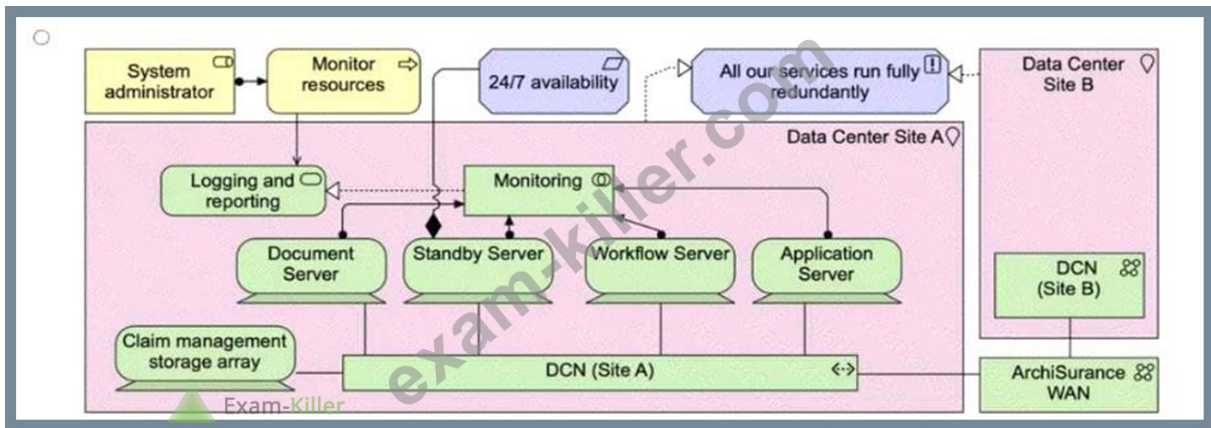 System
administrator
Monitor
resources
24/7 availability
All our services run fully
redundantly
Data Center
Site B
Data Center Site A
Logging and
reporting
Monitoring
Document
Server
Standby Server
Workflow Server
Application
Server
DCN
(Site B)
Claim management
storage array
DCN (Site A)
ArchiSurance
WAN
exam-killer.com
Exam-Killer